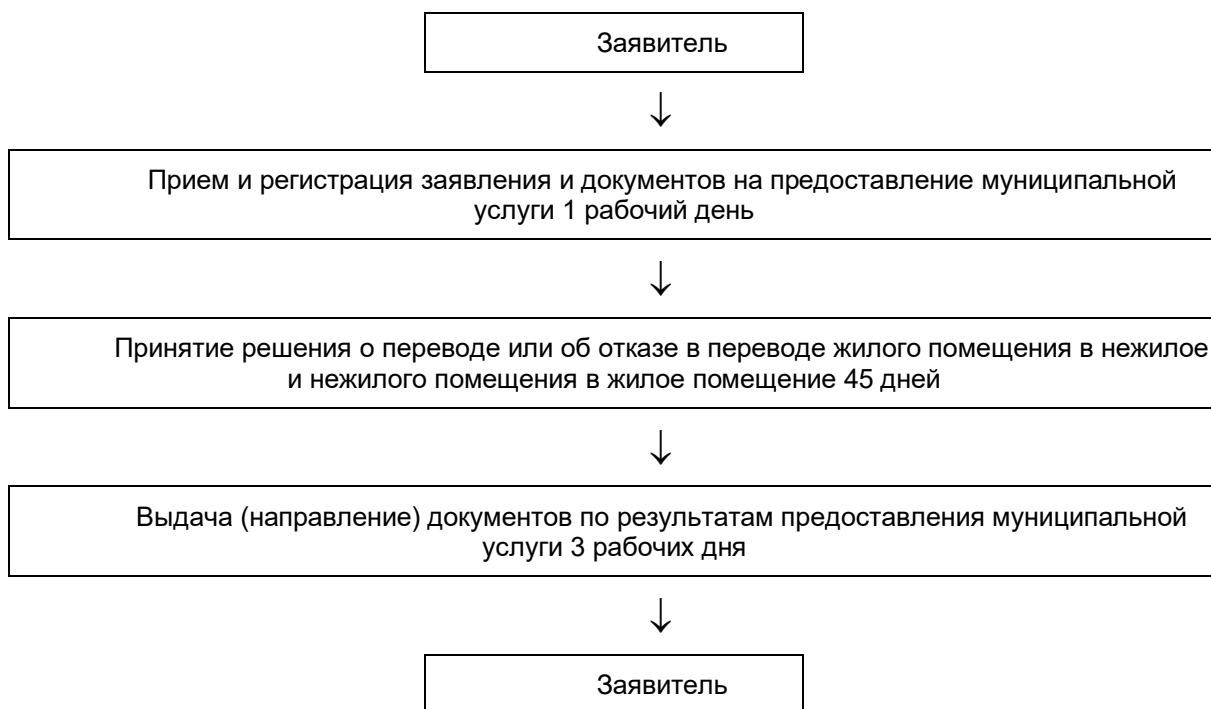 Заявитель
↓
Прием и регистрация заявления и документов на предоставление муниципальной
услуги 1 рабочий день
↓
Принятие решения о переводе или об отказе в переводе жилого помещения в нежилое
и нежилого помещения в жилое помещение 45 дней
↓
Выдача (направление) документов по результатам предоставления муниципальной
услуги 3 рабочих дня
↓
Заявитель